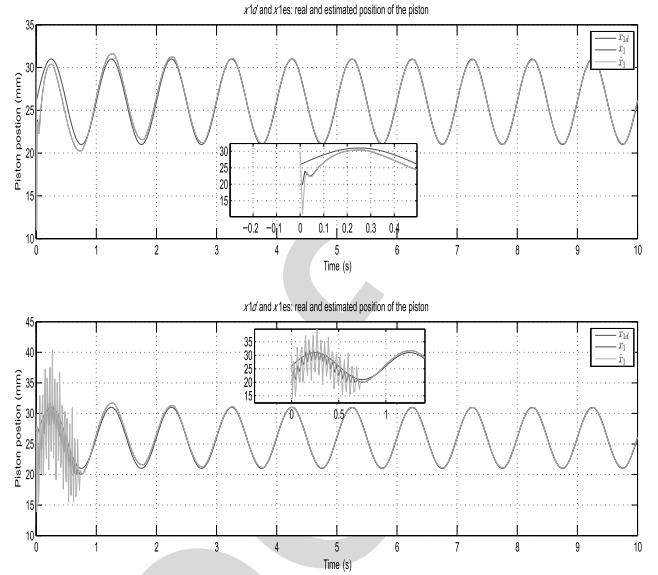 x1d and x1es: real and estimated position of the piston
35
30
25
20
15
10
Piston postion (mm)
x1d
x1
x̂1
30
25
20
15
−0.2 −0.1 0 0.1 0.2 0.3 0.4
0 1 2 3 4 5 6 7 8 9 10
Time (s)
x1d and x1es: real and estimated position of the piston
45
40
35
30
25
20
15
10
Piston postion (mm)
x1d
x1
x̂1
35
30
25
20
15
0 0.5 1
0 1 2 3 4 5 6 7 8 9 10
Time (s)